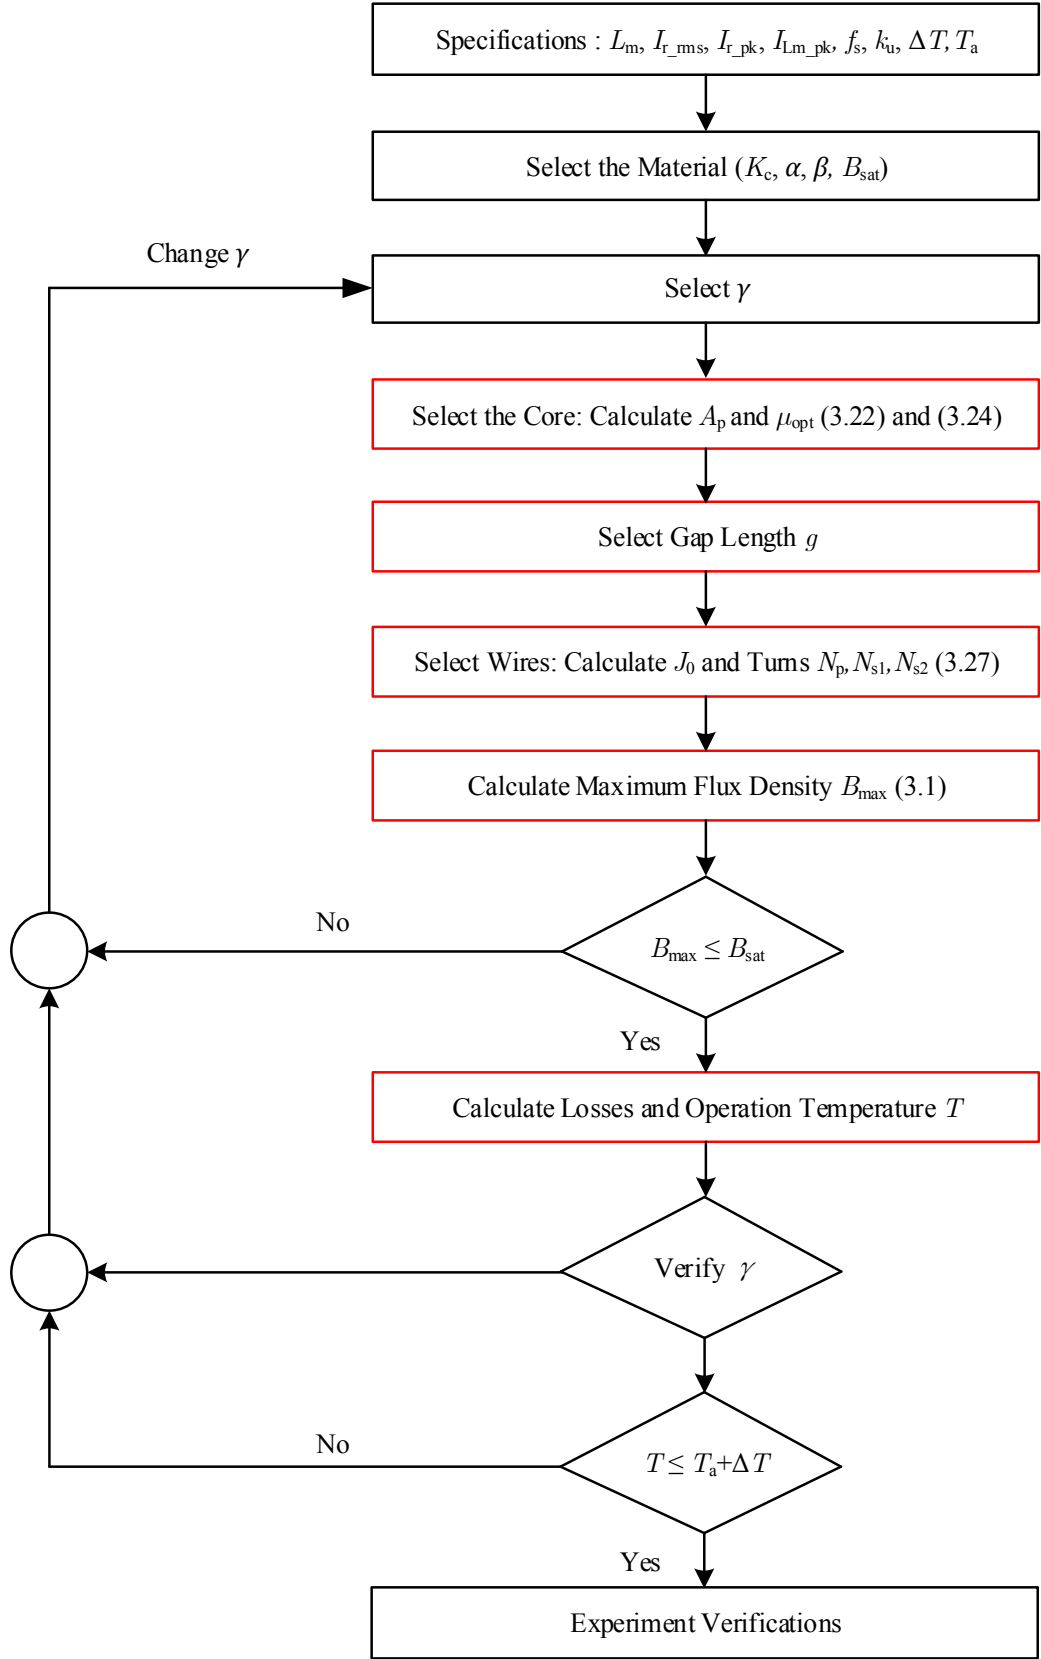 Specifications : Lm, Ir_rms, Ir_pk, ILm_pk, fs, ku, ΔT, Ta
Select the Material (Kc, α, β, Bsat)
Change γ
Select γ
Select the Core: Calculate Ap and μopt (3.22) and (3.24)
Select Gap Length g
Select Wires: Calculate J0 and Turns Np, Ns1, Ns2 (3.27)
Calculate Maximum Flux Density Bmax (3.1)
No
Bmax ≤ Bsat
Yes
Calculate Losses and Operation Temperature T
Verify γ
No
T ≤ Ta+ΔT
Yes
Experiment Verifications